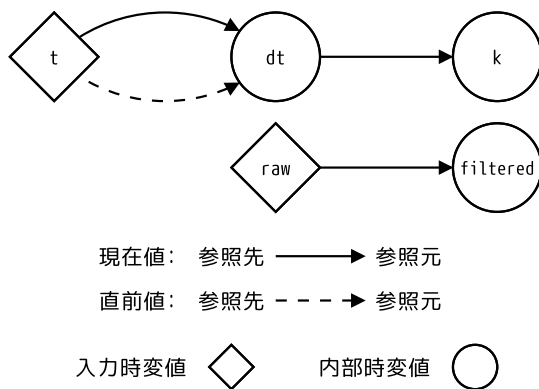 t
dt
k
raw
filtered
現在値： 参照先 参照元
直前値： 参照先 参照元
入力時変値 内部時変値